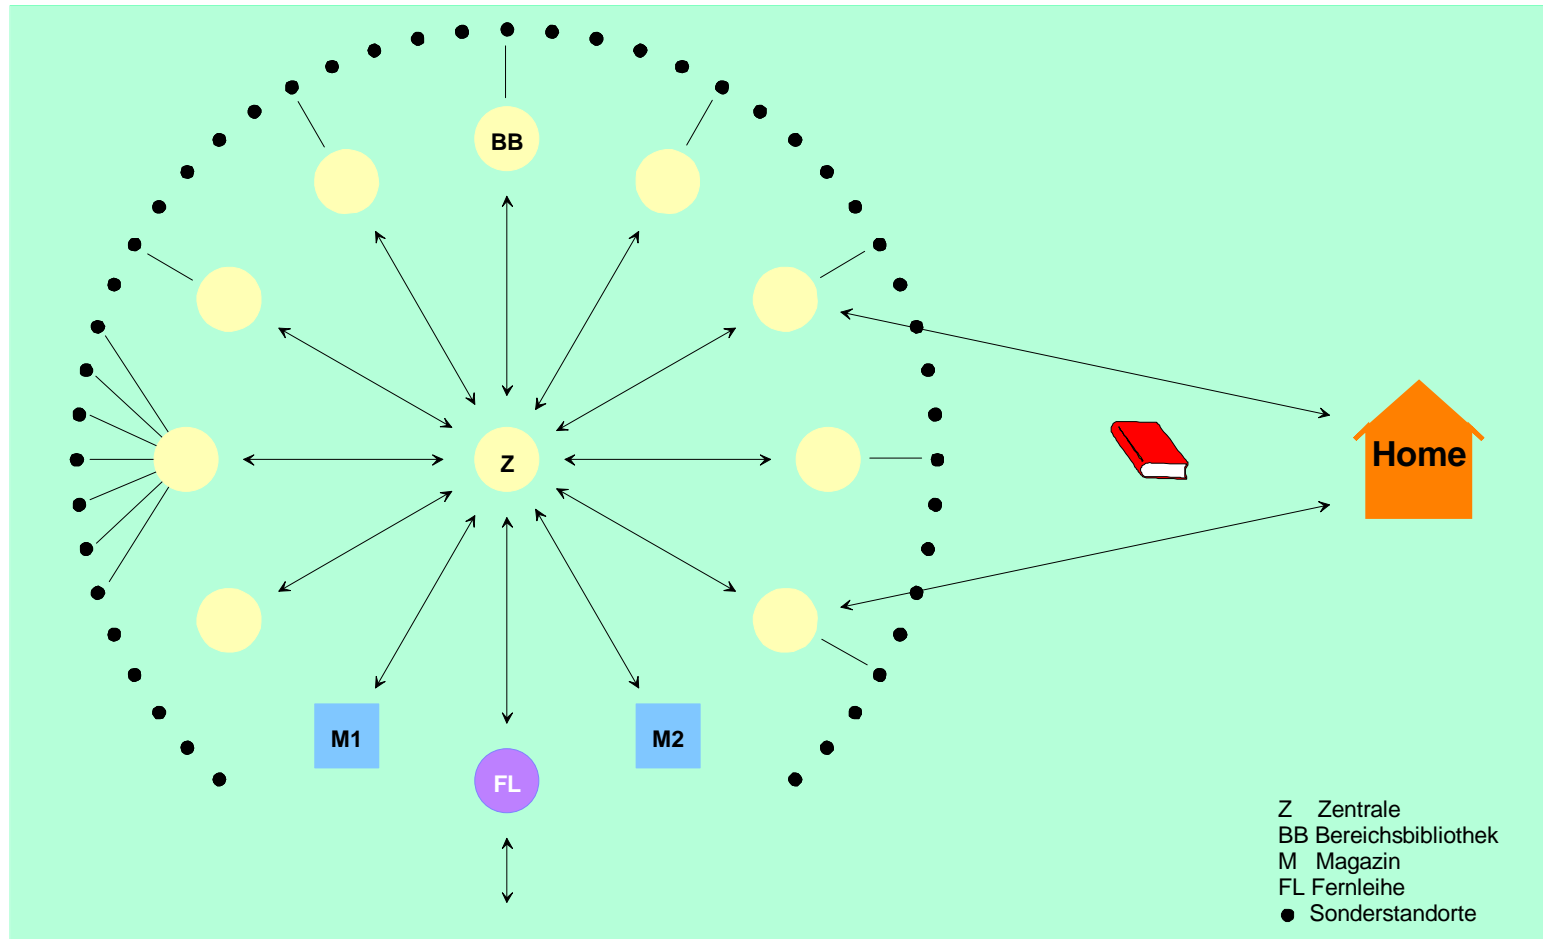 BB
Z
Home
M1
M2
FL
Z Zentrale
BB Bereichsbibliothek
M Magazin
FL Fernleihe
● Sonderstandorte